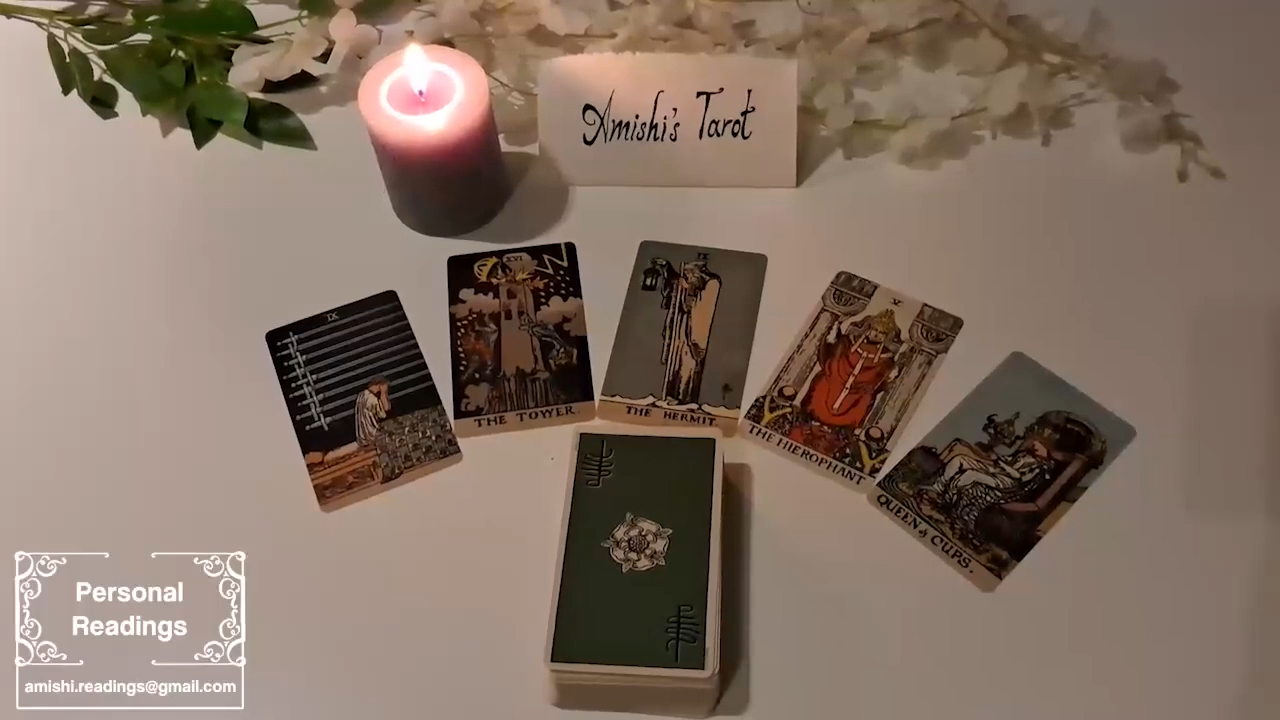 Amishi's Tarot
IX
XVI
THE TOWER.
IX
THE HERMIT.
V
THE HIEROPHANT
QUEEN of CUPS.
Personal
Readings
amishi.readings@gmail.com